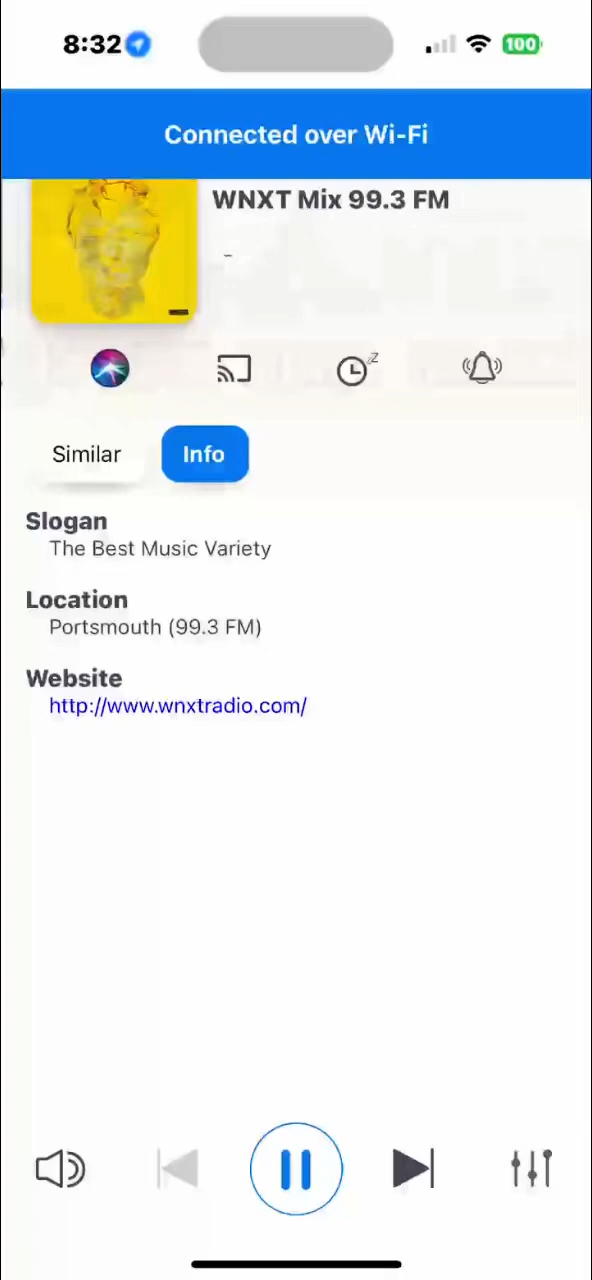 8:32
100
Connected over Wi-Fi
WNXT Mix 99.3 FM
-
z
Similar
Info
Slogan
The Best Music Variety
Location
Portsmouth (99.3 FM)
Website
http://www.wnxtradio.com/